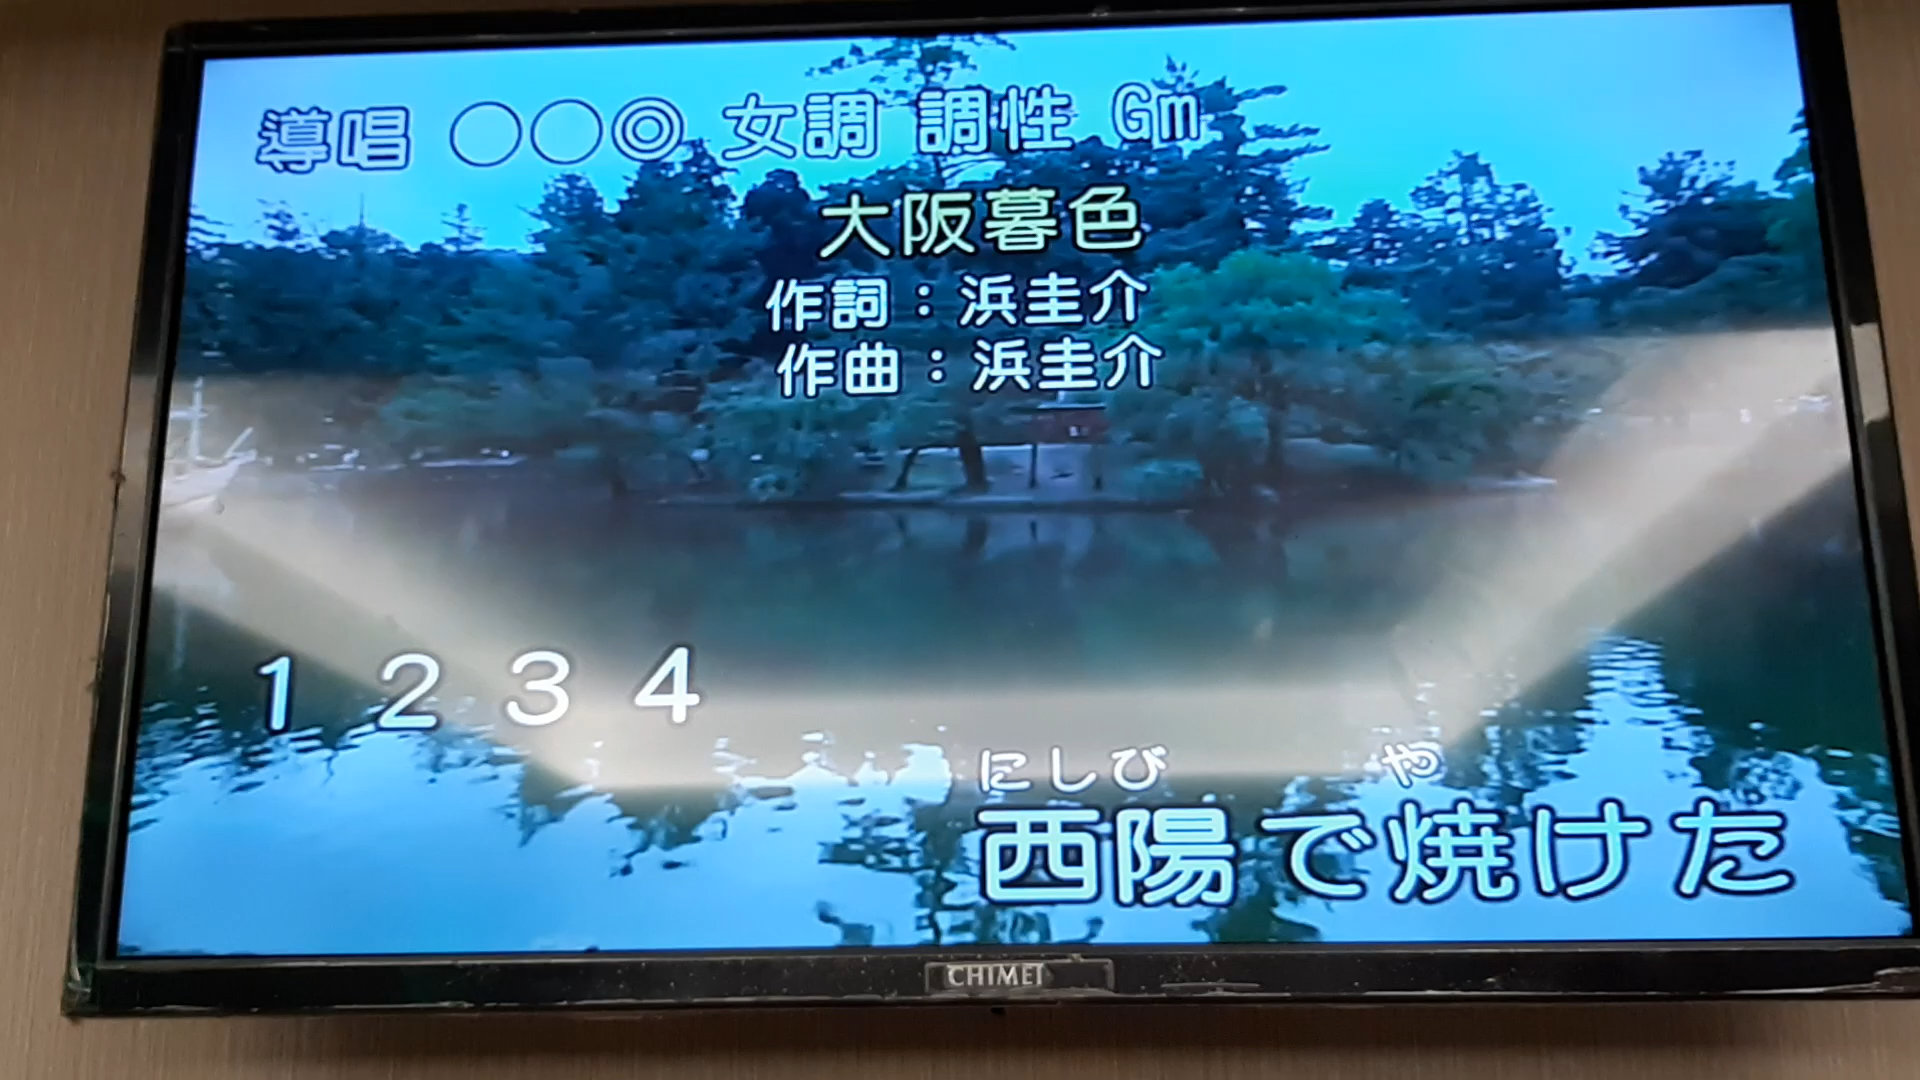 導唱 ○○◎ 女調 調性 Gm
大阪暮色
作詞：浜圭介
作曲：浜圭介
1 2 3 4
にしび や
西陽で焼けた
CHIMEI